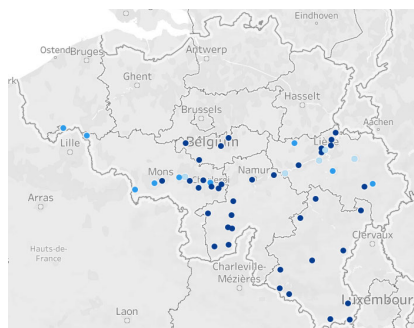 Eindhoven
Ostend
Bruges
Antwerp
Ghent
Hasselt
Brussels
Aachen
Lille
Belgium
Liège
Mons
Namur
Arras
Clervaux
Hauts-de-
France
Charleville-
Mézières
Laon
Luxembourg